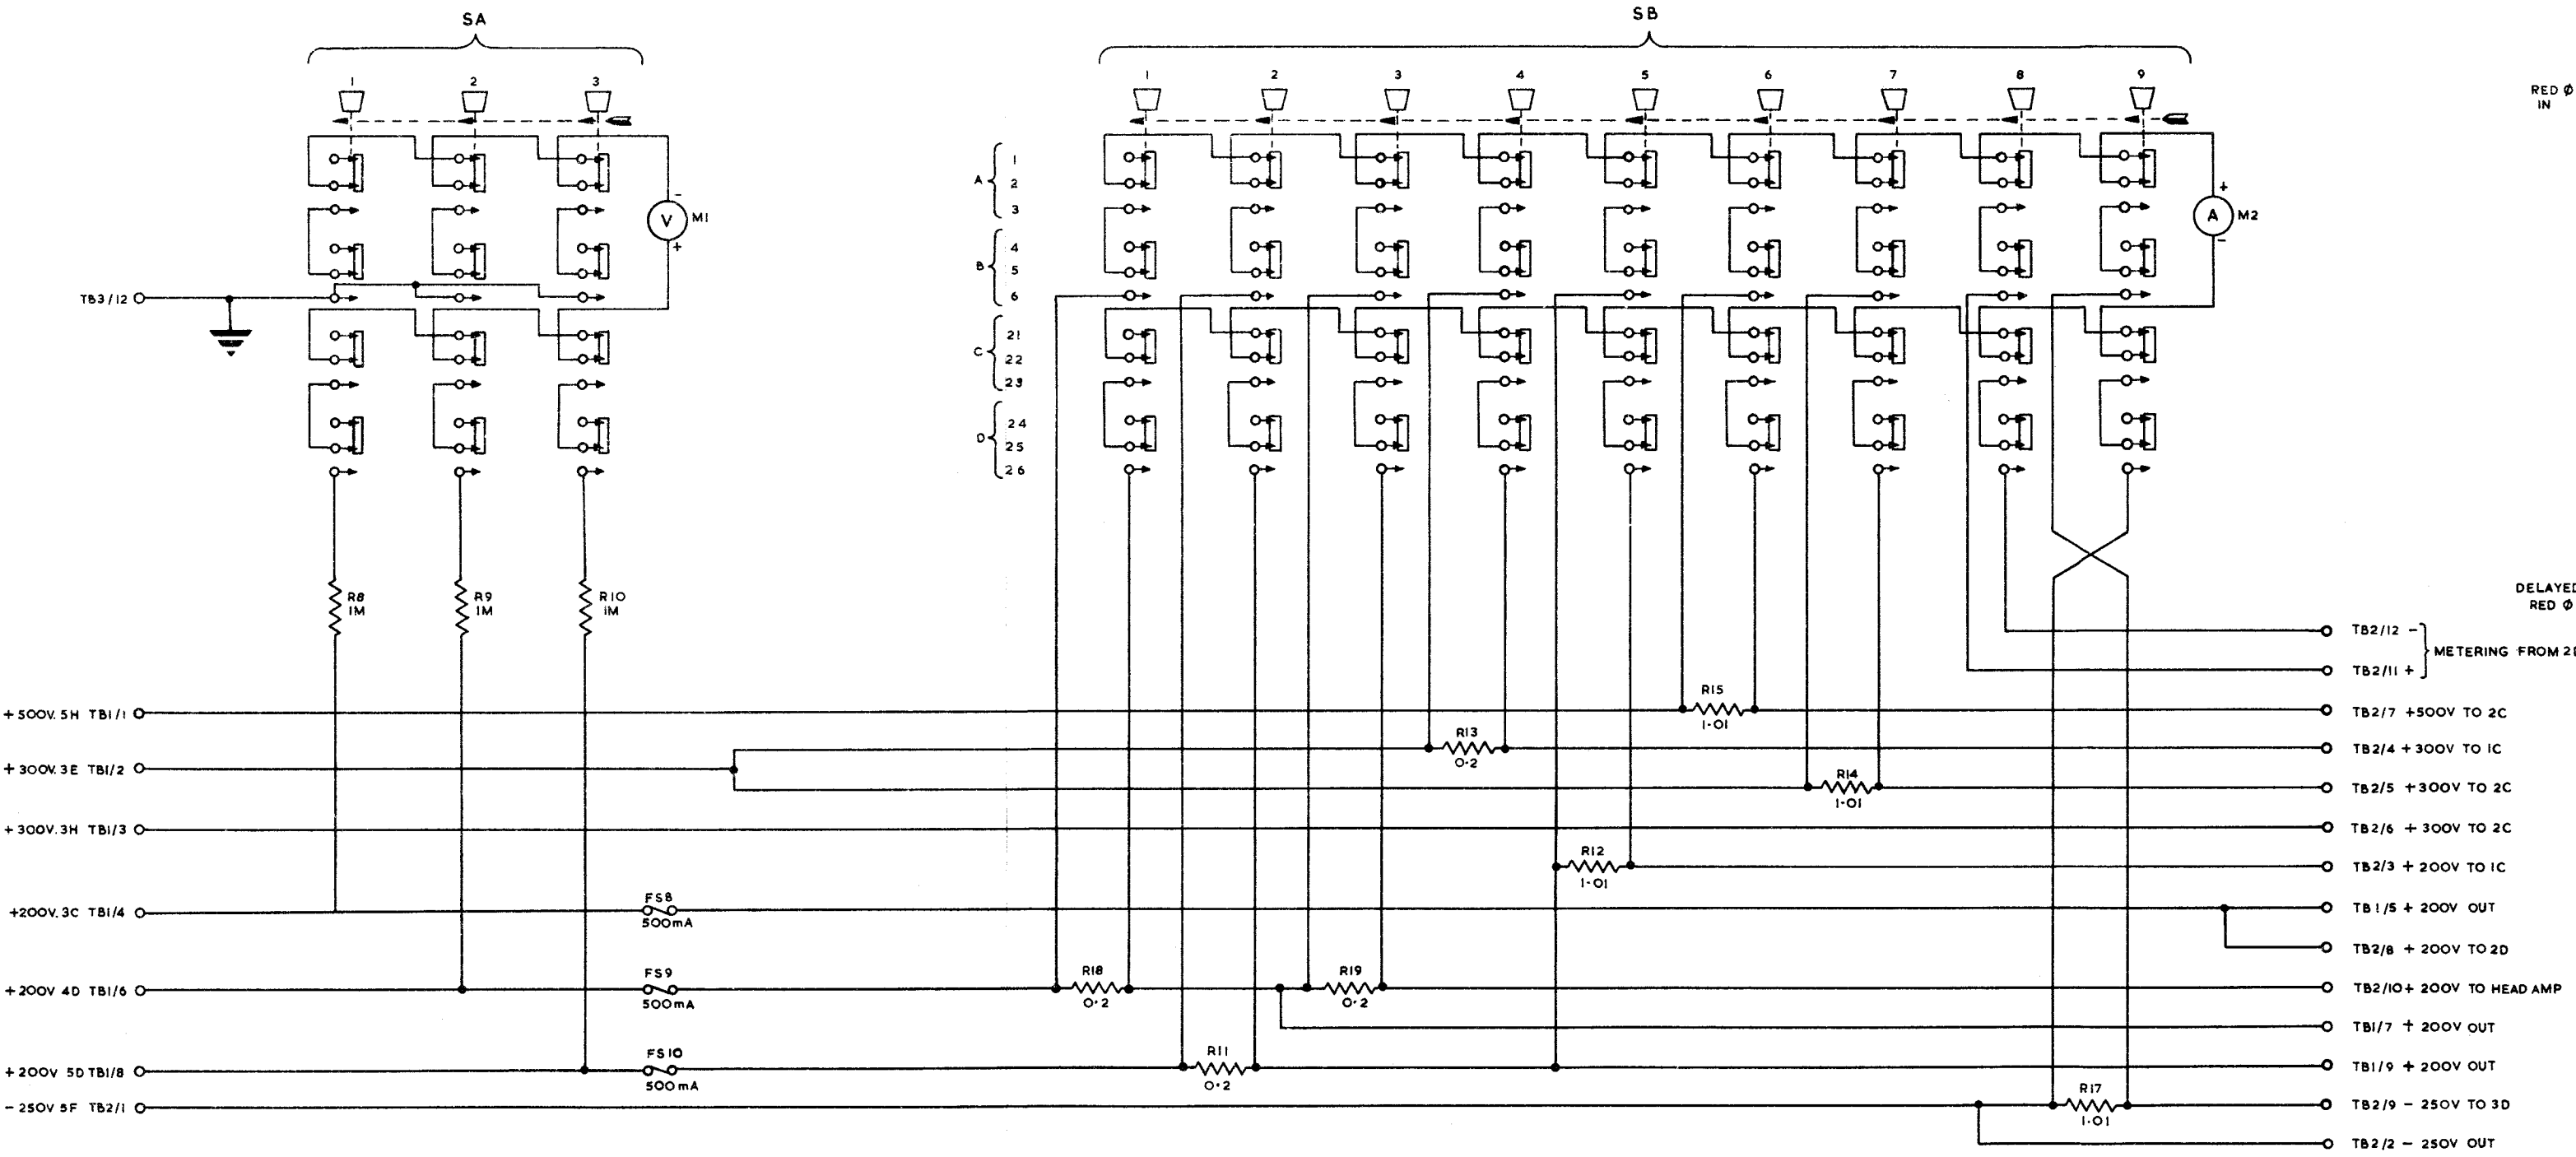 SA
SB
1 2 3
1 2 3 4 5 6 7 8 9
RED Ø
IN
A
1
2
3
B
4
5
6
C
21
22
23
D
24
25
26
-
V M1
+
+
A M2
-
TB3/12
R8
1M
R9
1M
R10
1M
DELAYED
RED Ø
TB2/12 -
METERING FROM 2
TB2/11 +
+500V. 5H TB1/1
R15
1·01
TB2/7 +500V TO 2C
R13
0·2
TB2/4 +300V TO 1C
+300V. 3E TB1/2
R14
1·01
TB2/5 +300V TO 2C
+300V. 3H TB1/3
TB2/6 +300V TO 2C
R12
1·01
TB2/3 +200V TO 1C
+200V. 3C TB1/4
FS8
500mA
TB1/5 +200V OUT
TB2/8 +200V TO 2D
+200V 4D TB1/6
FS9
500mA
R18
0·2
R19
0·2
TB2/10+ 200V TO HEAD AMP
TB1/7 +200V OUT
+200V 5D TB1/8
FS10
500mA
R11
0·2
TB1/9 +200V OUT
-250V 5F TB2/1
R17
1·01
TB2/9 -250V TO 3D
TB2/2 -250V OUT